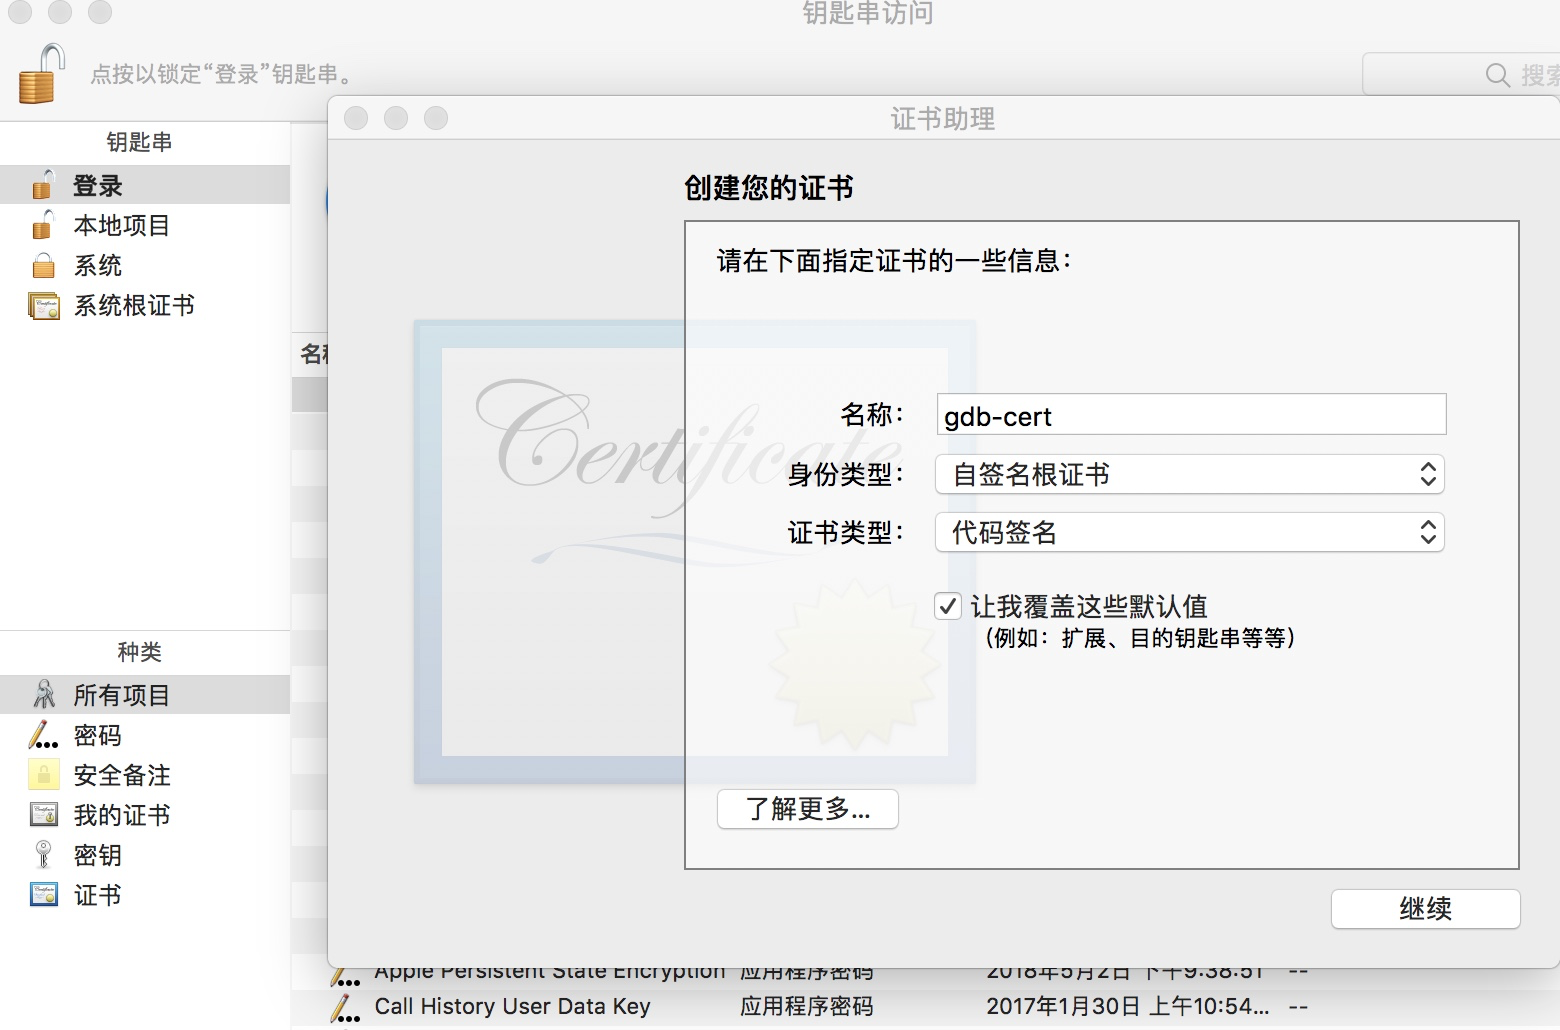 钥匙串访问
点按以锁定“登录”钥匙串。
搜索
证书助理
钥匙串
登录
本地项目
系统
系统根证书
创建您的证书
请在下面指定证书的一些信息：
Certificate
名称：
gdb-cert
身份类型：
自签名根证书
证书类型：
代码签名
让我覆盖这些默认值
（例如：扩展、目的钥匙串等等）
了解更多...
继续
种类
所有项目
密码
安全备注
我的证书
密钥
证书
Apple Persistent State Encryption 应用程序密码 2018年5月2日 下午9:38:51 --
Call History User Data Key 应用程序密码 2017年1月30日 上午10:54... --